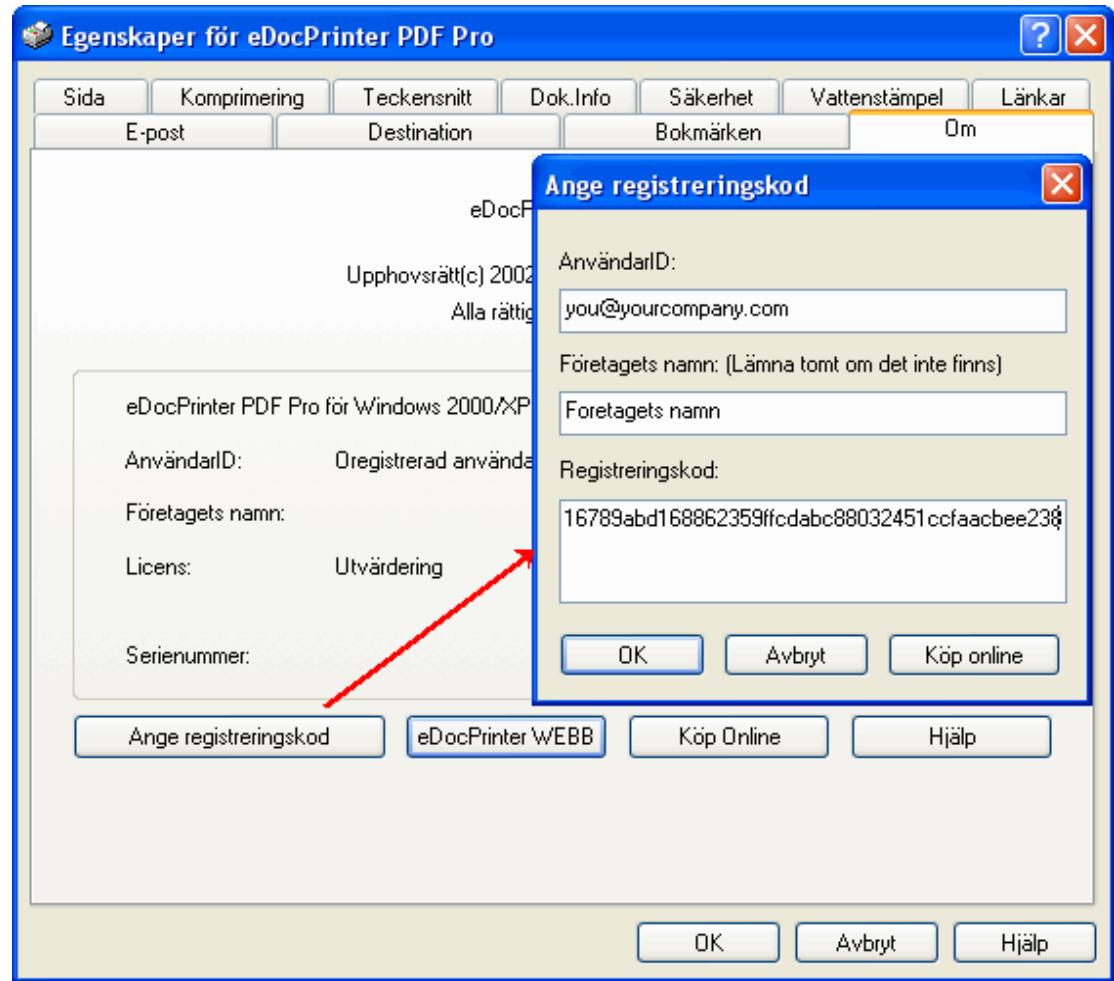 Egenskaper för eDocPrinter PDF Pro
Sida Komprimering Teckensnitt Dok.Info Säkerhet Vattenstämpel Länkar
E-post Destination Bokmärken Om
Upphovsrätt(c) 2002
Alla
eDocPrinter PDF Pro för Windows 2000/XP
AnvändarID: Oregistrerad
Företagets namn:
Licens: Utvärdering
Serienummer:
Ange registreringskod eDocPrinter WEBB Köp Online Hjälp
OK Avbryt Hjälp
Ange registreringskod
AnvändarID:
you@yourcompany.com
Företagets namn: (Lämna tomt om det inte finns)
Foretagets namn
Registreringskod:
16789abd168862359ffcdabc88032451ccfaacbee238
OK Avbryt Köp online